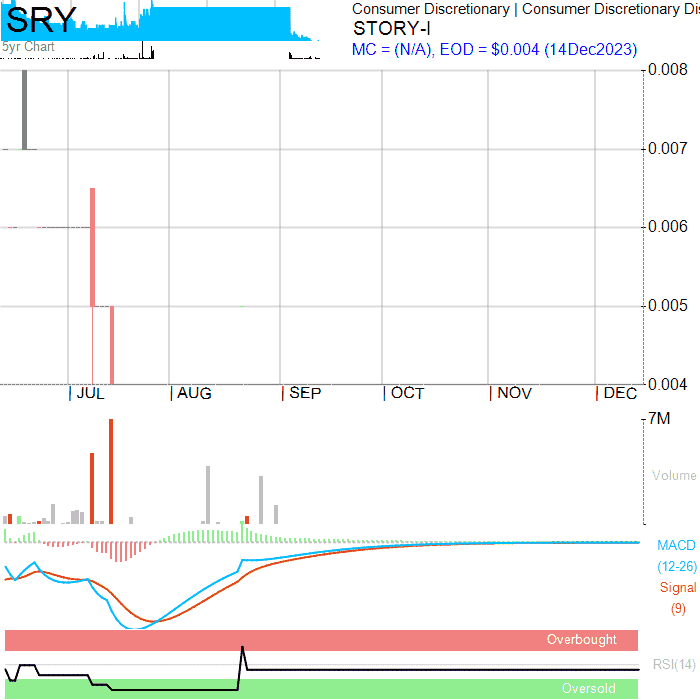 SRY
5yr Chart
Consumer Discretionary | Consumer Discretionary Dis
STORY-I
MC = (N/A), EOD = $0.004 (14Dec2023)
0.008
0.007
0.006
0.005
0.004
JUL AUG SEP OCT NOV DEC
7M
Volume
MACD
(12-26)
Signal
(9)
Overbought
RSI(14)
Oversold